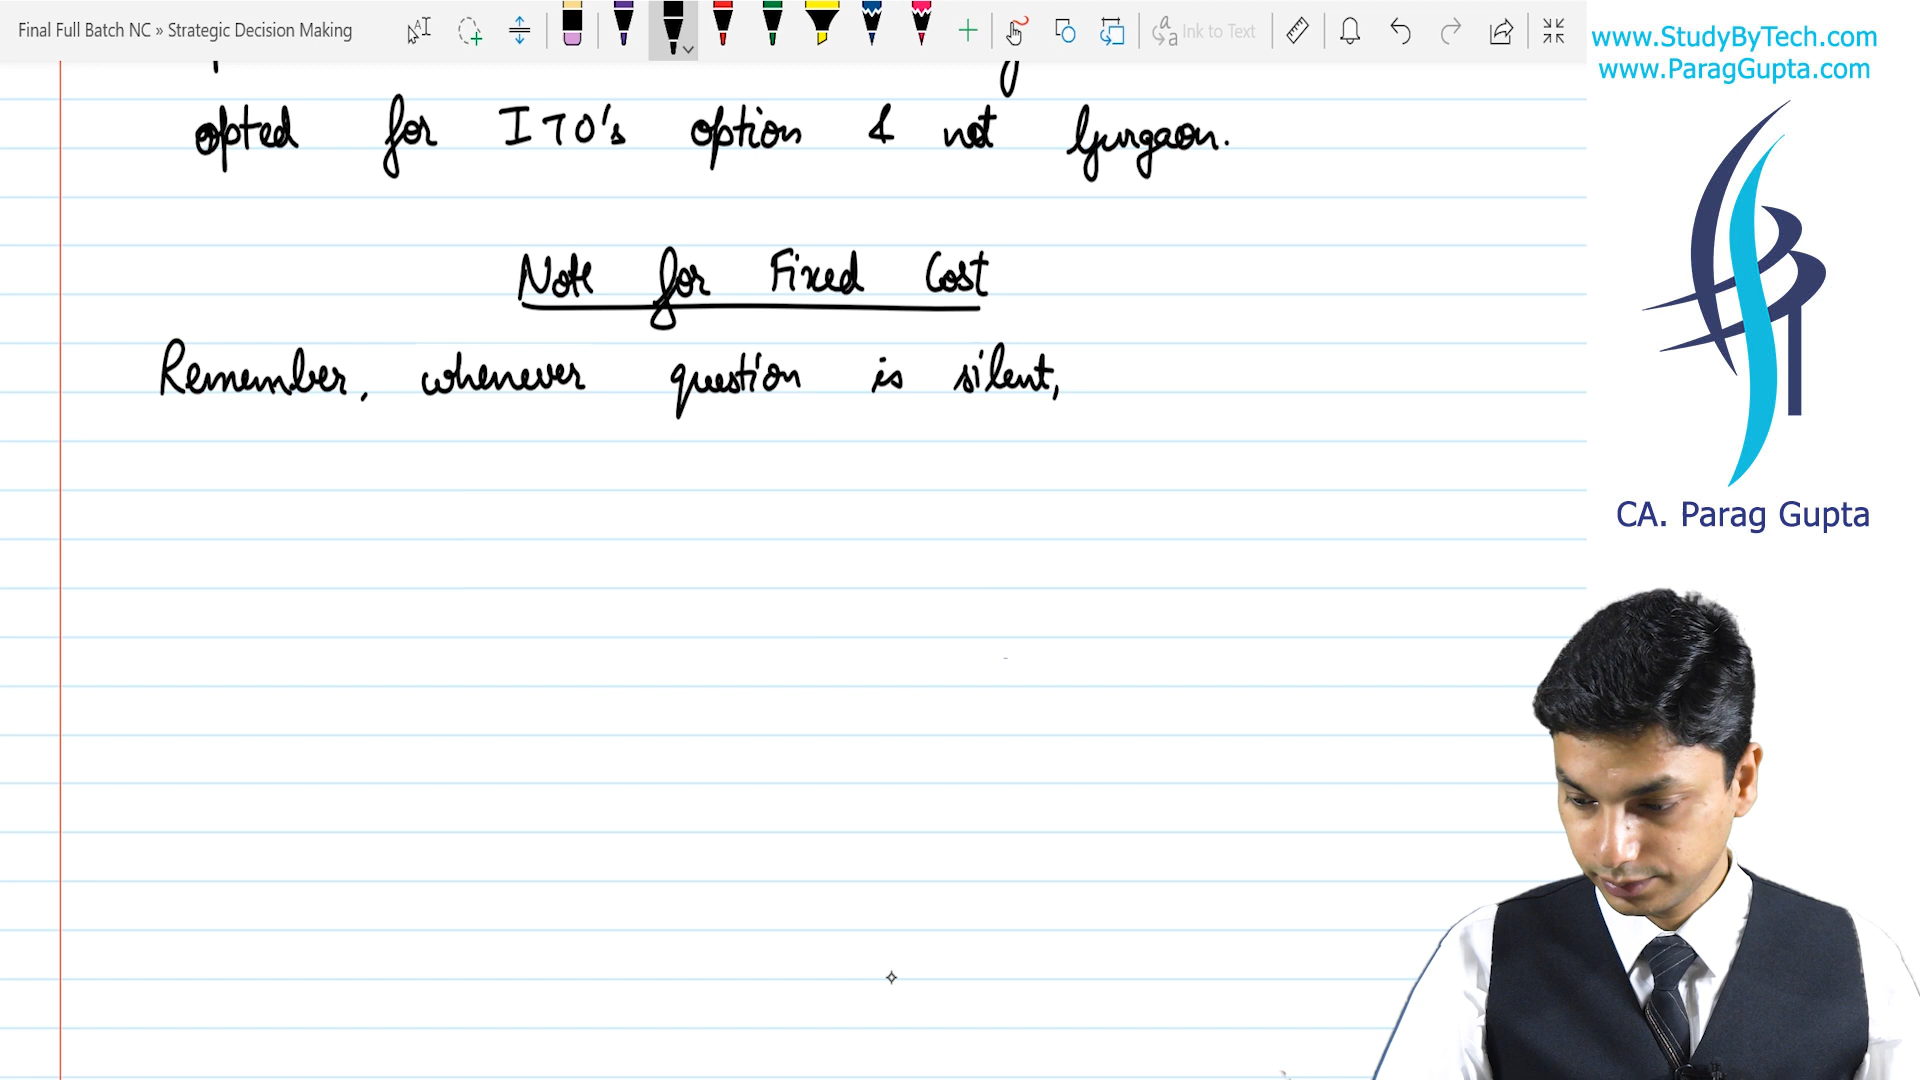 Final Full Batch NC » Strategic Decision Making
Ink to Text
www.StudyByTech.com
www.ParagGupta.com
opted for ITO's option & not Gurgaon.
Note for Fixed Cost
Remember, whenever question is silent,
CA. Parag Gupta